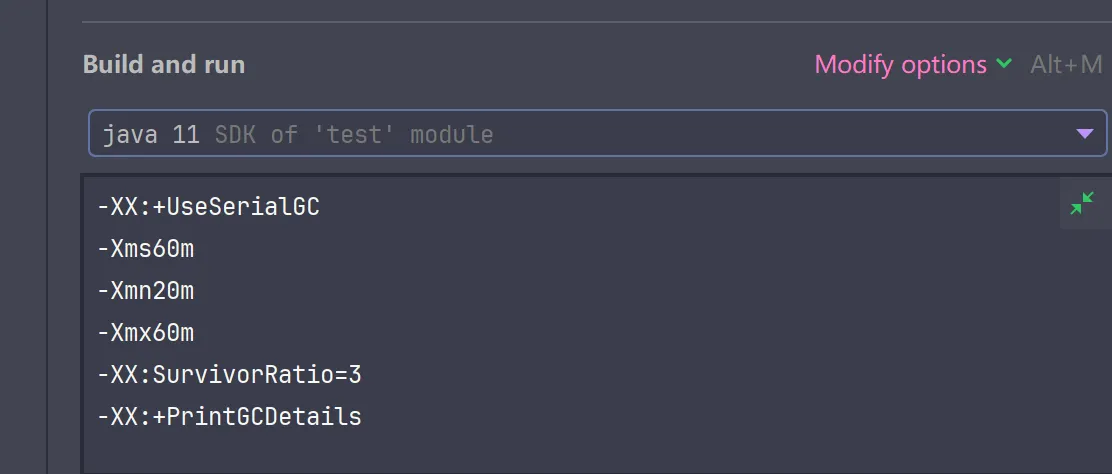 Build and run
Modify options Alt+M
java 11 SDK of 'test' module
-XX:+UseSerialGC
-Xms60m
-Xmn20m
-Xmx60m
-XX:SurvivorRatio=3
-XX:+PrintGCDetails